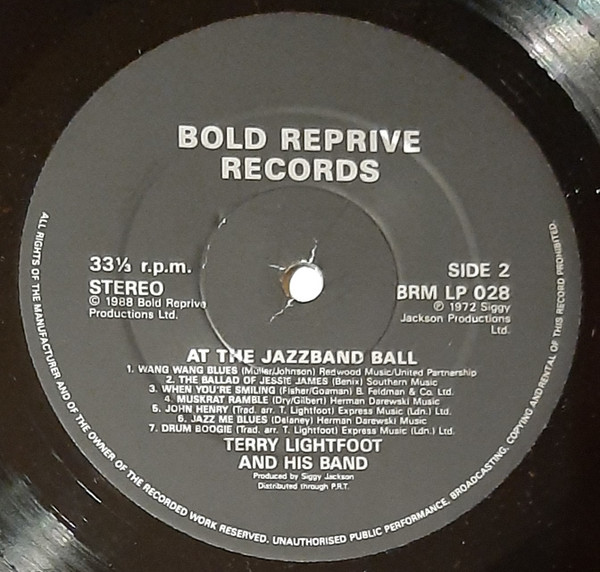 BOLD REPRIVE
RECORDS
33⅓ r.p.m.
STEREO
© 1988 Bold Reprive
Productions Ltd.
SIDE 2
BRM LP 028
℗ 1972 Siggy
Jackson Productions
Ltd.
AT THE JAZZBAND BALL
1. WANG WANG BLUES (Muller/Johnson) Redwood Music/United Partnership
2. THE BALLAD OF JESSIE JAMES (Benix) Southern Music
3. WHEN YOU'RE SMILING (Fisher/Goaman) B. Feldman & Co. Ltd.
4. MUSKRAT RAMBLE (Dry/Gilbert) Herman Darewski Music
5. JOHN HENRY (Trad. arr. T. Lightfoot) Express Music (Ldn.) Ltd.
6. JAZZ ME BLUES (Delaney) Herman Darewski Music
7. DRUM BOOGIE (Trad. arr. T. Lightfoot) Express Music (Ldn.) Ltd.
TERRY LIGHTFOOT
AND HIS BAND
Produced by Siggy Jackson
Distributed through P.R.T.
ALL RIGHTS OF THE MANUFACTURER AND OF THE OWNER OF THE RECORDED WORK RESERVED. UNAUTHORISED PUBLIC PERFORMANCE, BROADCASTING, COPYING AND RENTAL OF THIS RECORD PROHIBITED.